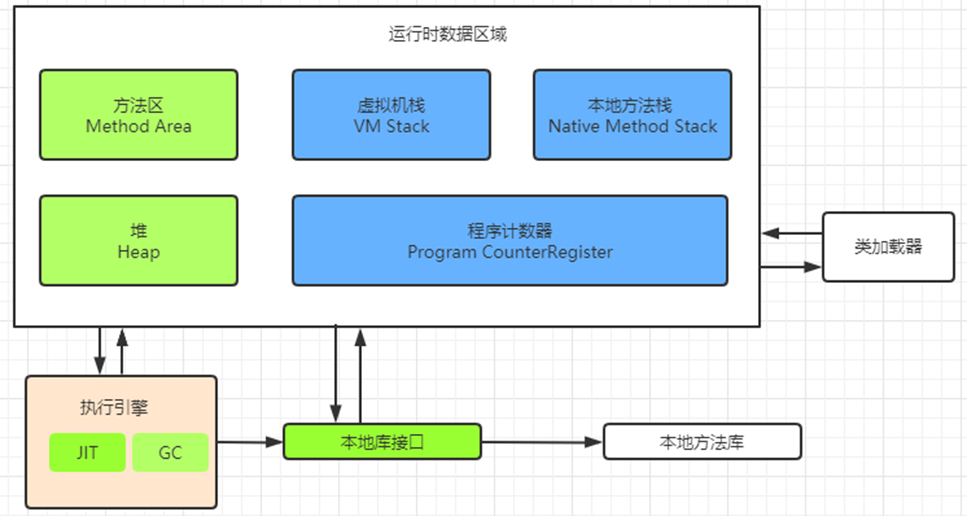 运行时数据区域
方法区
Method Area
虚拟机栈
VM Stack
本地方法栈
Native Method Stack
堆
Heap
程序计数器
Program CounterRegister
类加载器
执行引擎
JIT
GC
本地库接口
本地方法库